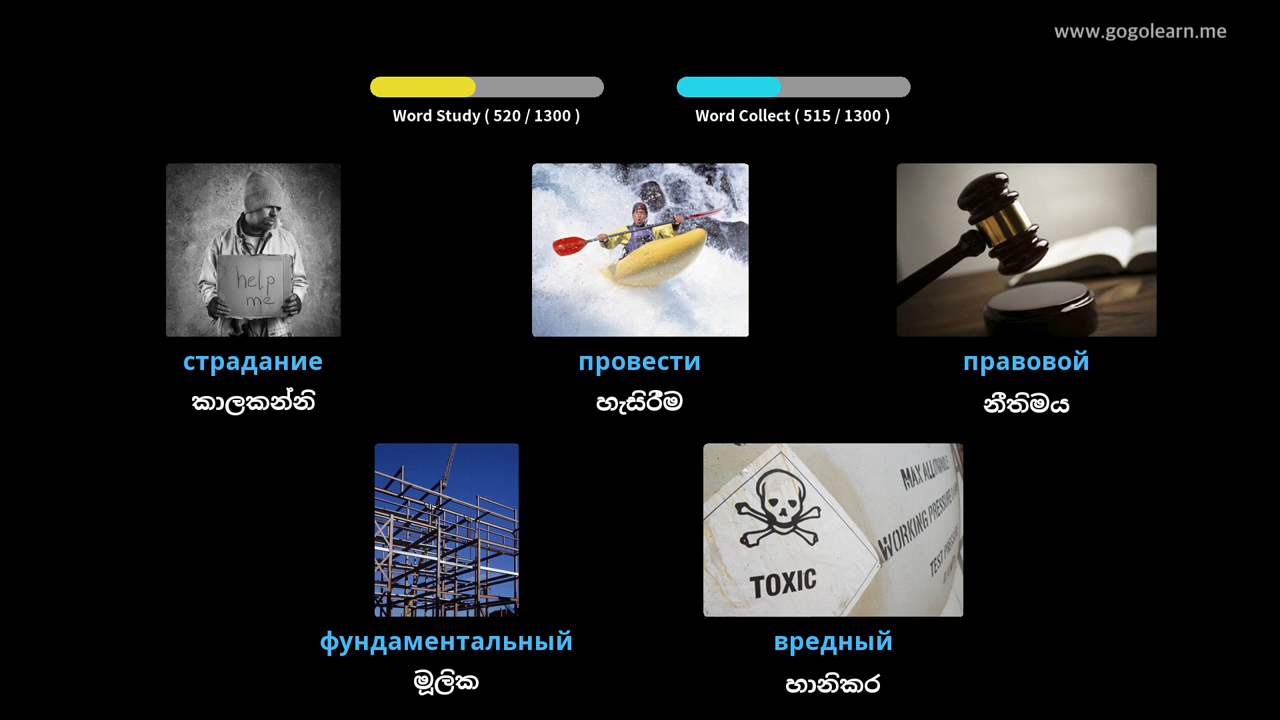 www.gogolearn.me
Word Study ( 520 / 1300 )
Word Collect ( 515 / 1300 )
help
me
страдание
කාලකන්නි
провести
හැසිරීම
правовой
නීතිමය
TOXIC
MAX ALLOWABLE
WORKING PRESSURE
TEST
фундаментальный
මූලික
вредный
හානිකර